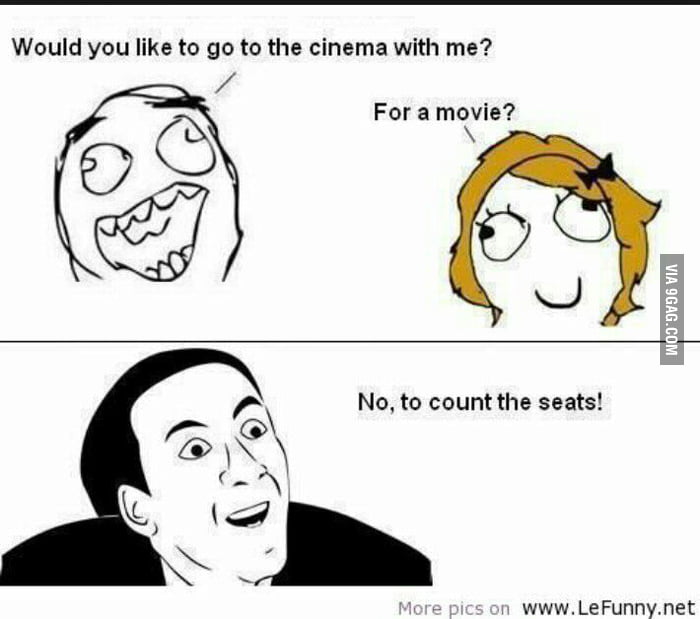 Would you like to go to the cinema with me?
For a movie?
VIA 9GAG.COM
No, to count the seats!
More pics on www.LeFunny.net